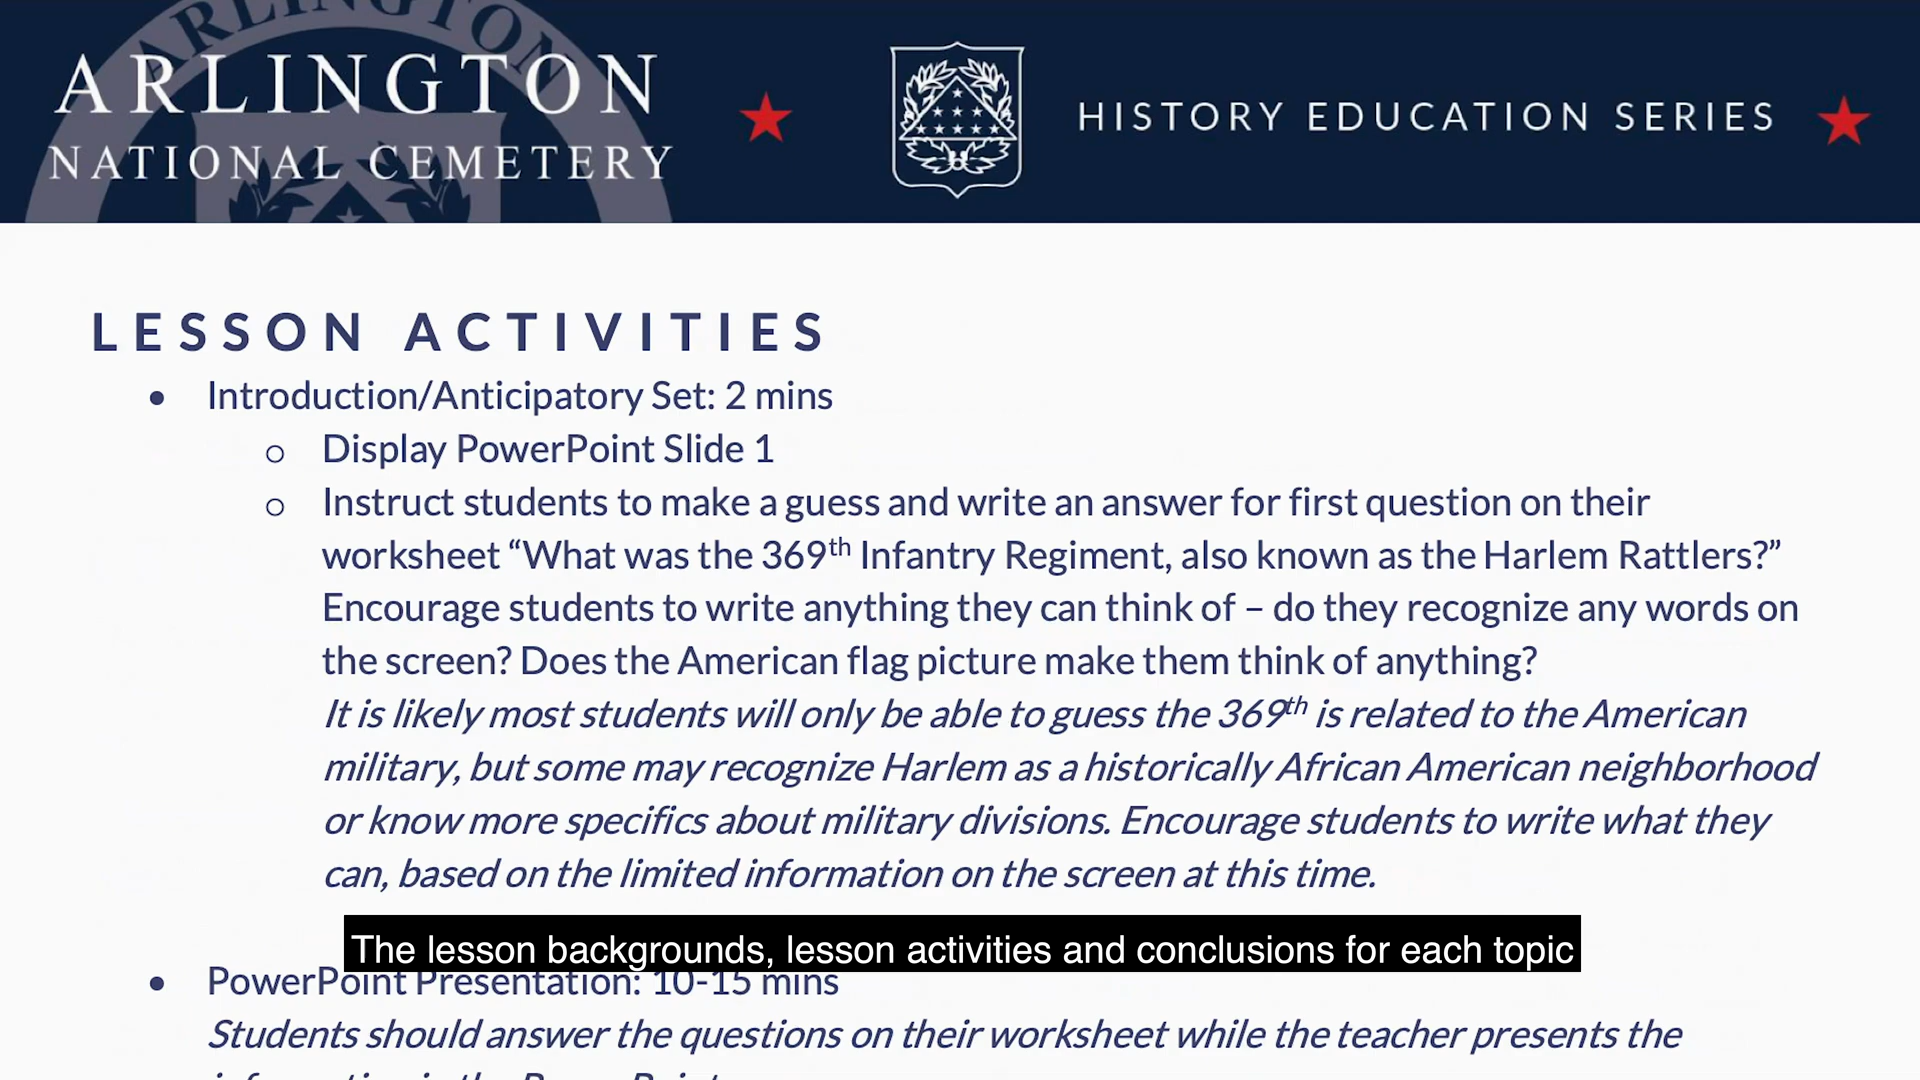 ARLINGTON
ARLINGTON
NATIONAL CEMETERY
HISTORY EDUCATION SERIES
LESSON ACTIVITIES
• Introduction/Anticipatory Set: 2 mins
o Display PowerPoint Slide 1
o Instruct students to make a guess and write an answer for first question on their
worksheet “What was the 369th Infantry Regiment, also known as the Harlem Rattlers?”
Encourage students to write anything they can think of – do they recognize any words on
the screen? Does the American flag picture make them think of anything?
It is likely most students will only be able to guess the 369th is related to the American
military, but some may recognize Harlem as a historically African American neighborhood
or know more specifics about military divisions. Encourage students to write what they
can, based on the limited information on the screen at this time.
The lesson backgrounds, lesson activities and conclusions for each topic
• PowerPoint Presentation: 10-15 mins
Students should answer the questions on their worksheet while the teacher presents the